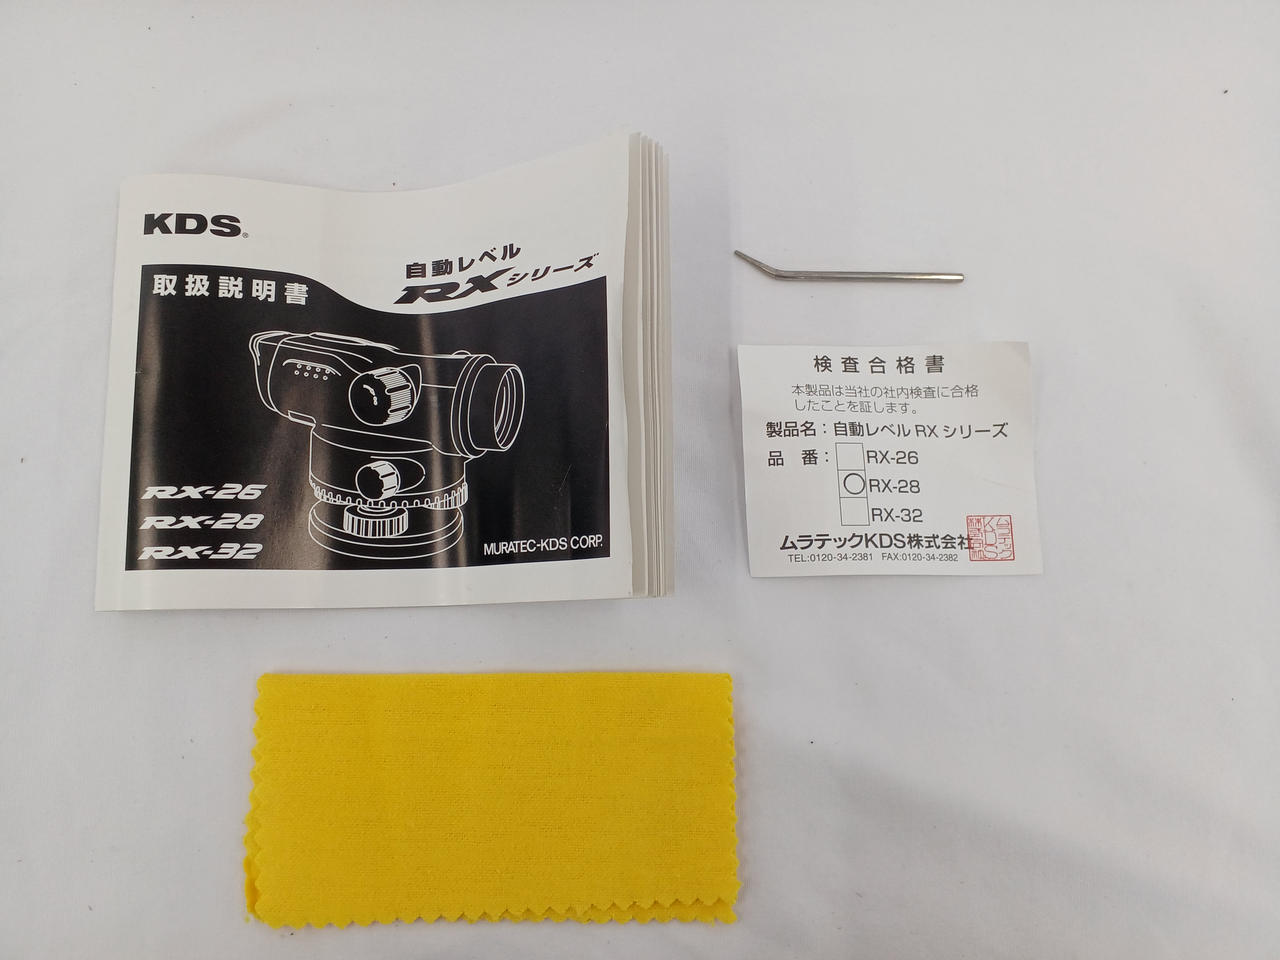 KDS®
自動レベル
RXシリーズ
取扱説明書
RX-26
RX-28
RX-32
MURATEC-KDS CORP.
検査合格書
本製品は当社の社内検査に合格
したことを証します。
製品名：自動レベル RX シリーズ
品 番： RX-26
RX-28
RX-32
ムラテックKDS株式会社
TEL:0120-34-2381 FAX:0120-34-2382